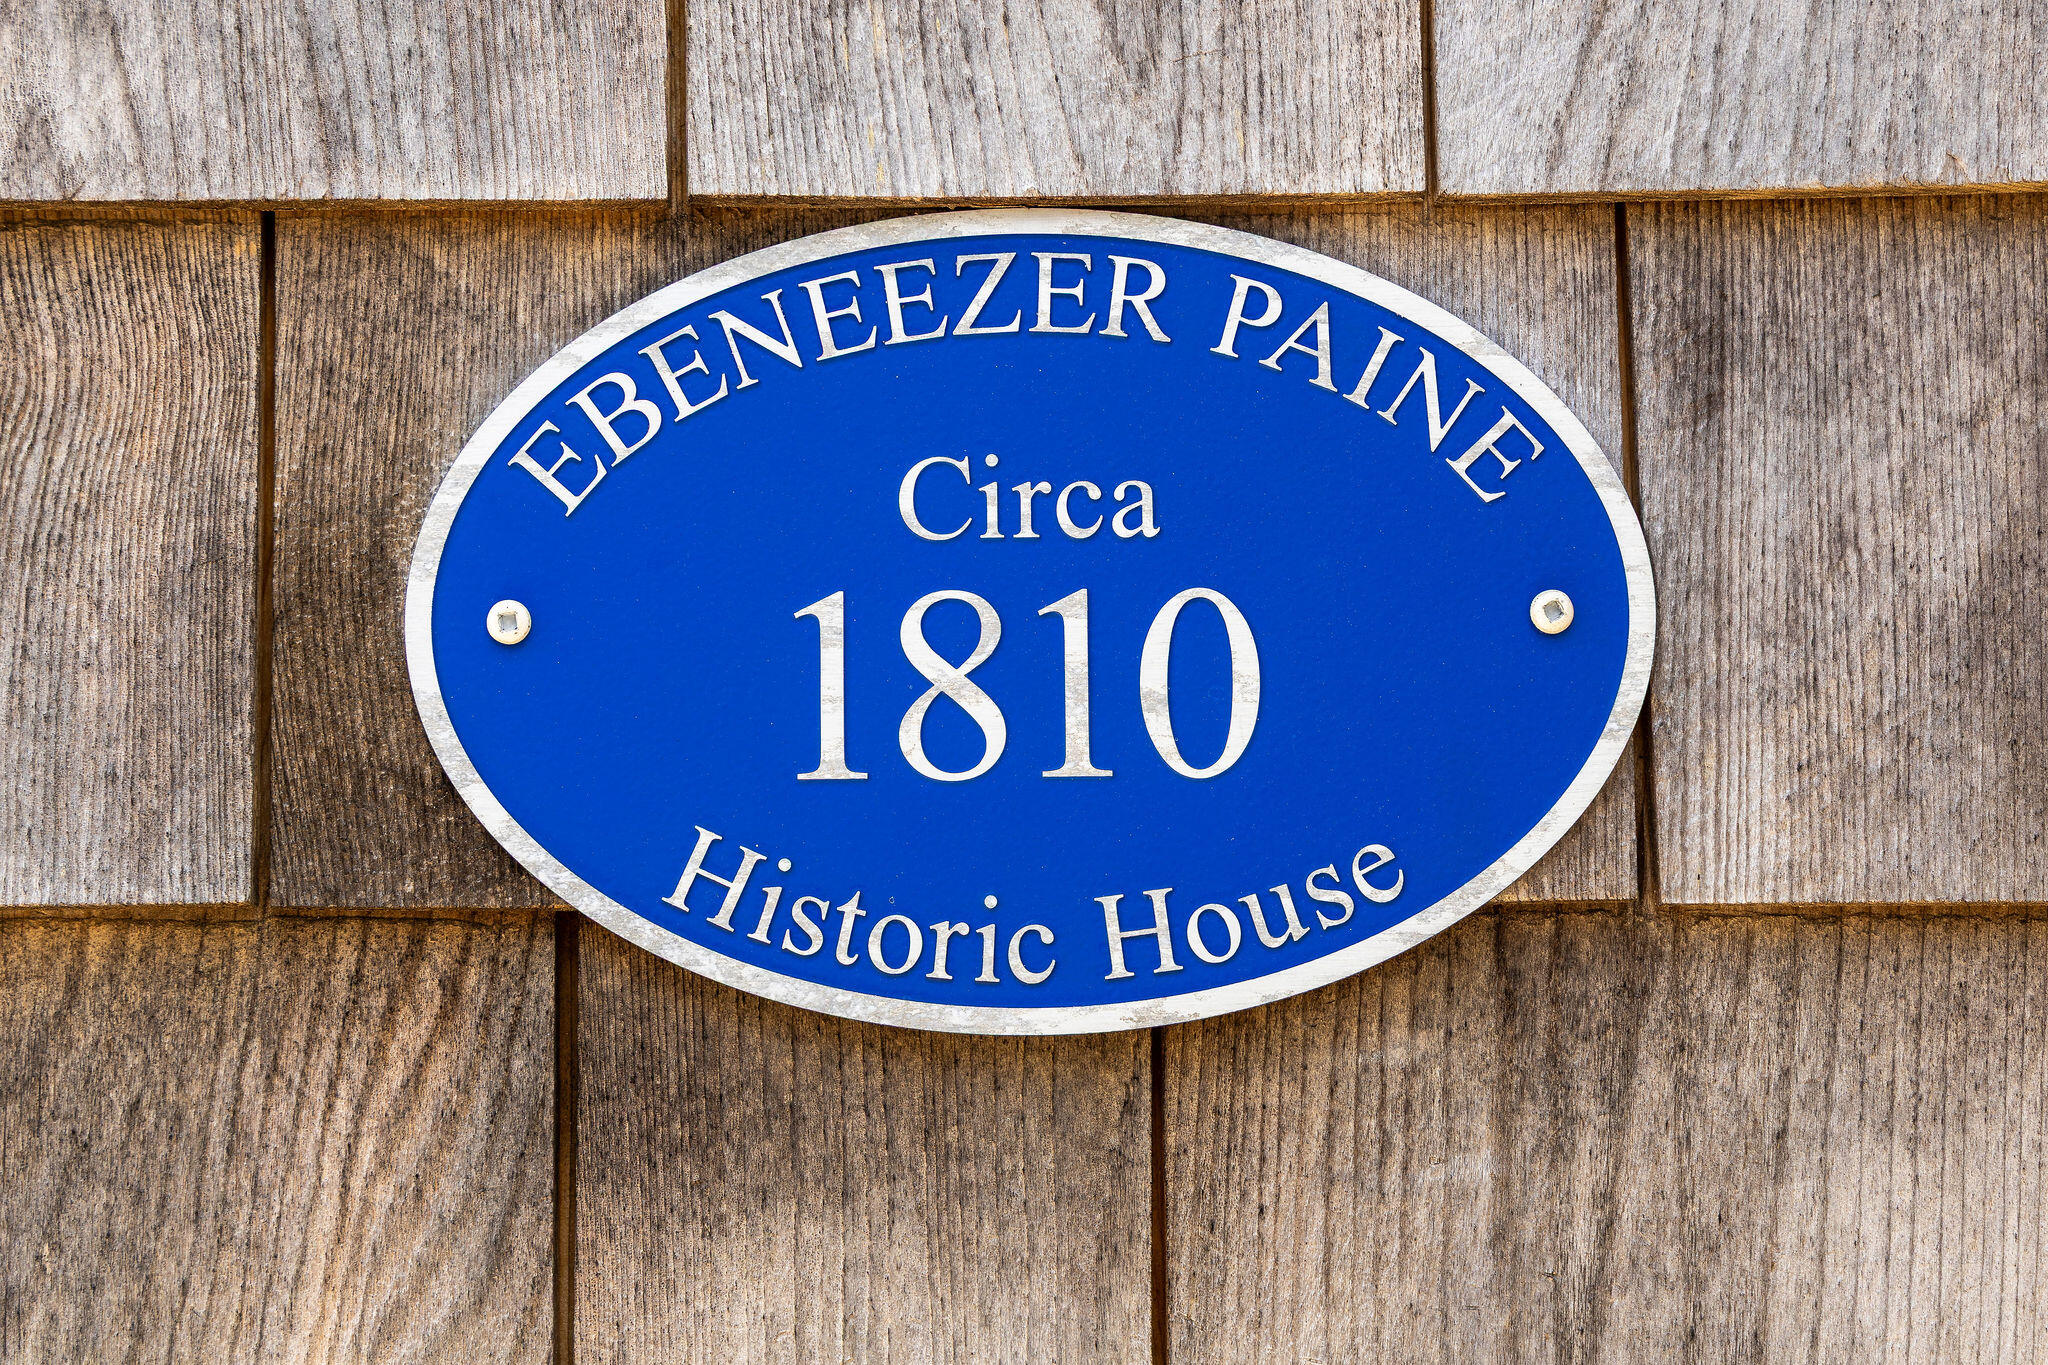 EBENEEZER PAINE
Circa
1810
Historic House